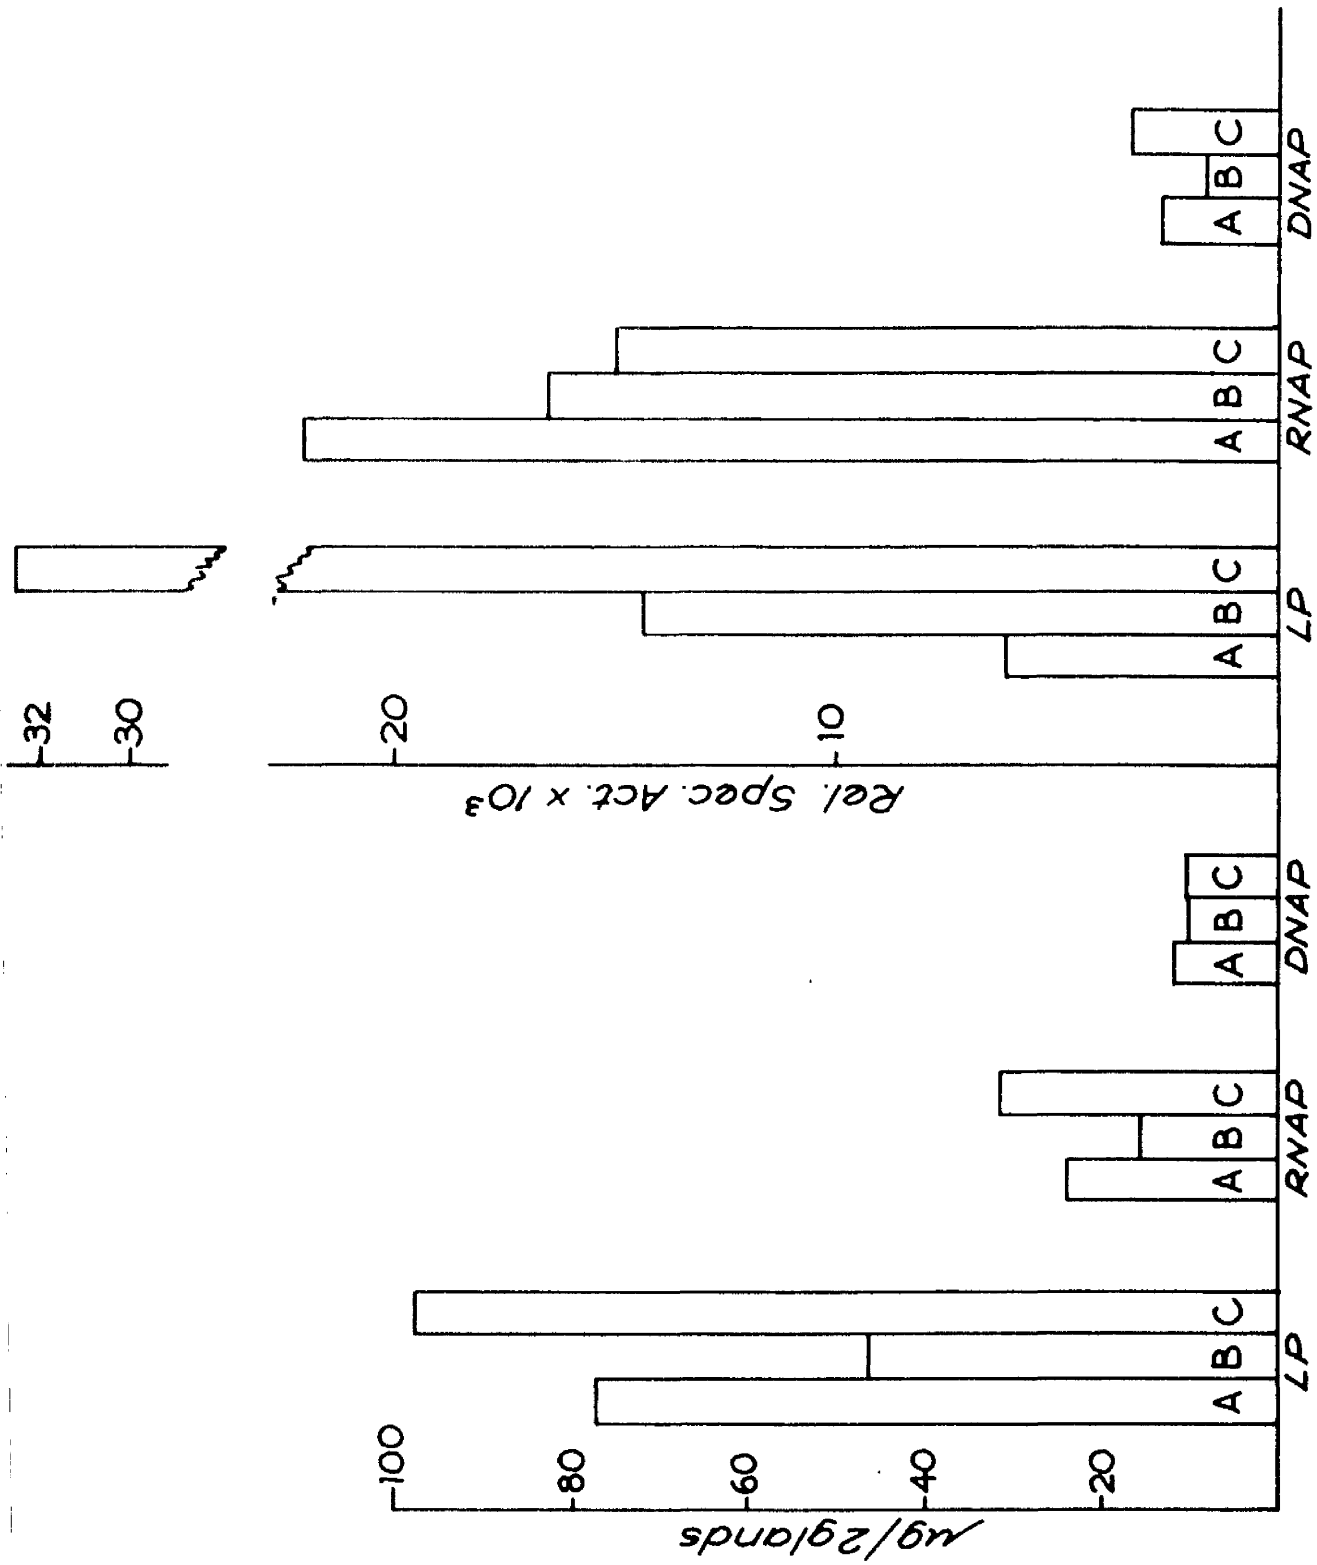 μg/2glands
100
80
60
40
20
A B C
LP
A B C
RNAP
A B C
DNAP
Rel. Spec. Act. x 10³
32
30
20
10
A B C
LP
A B C
RNAP
A B C
DNAP